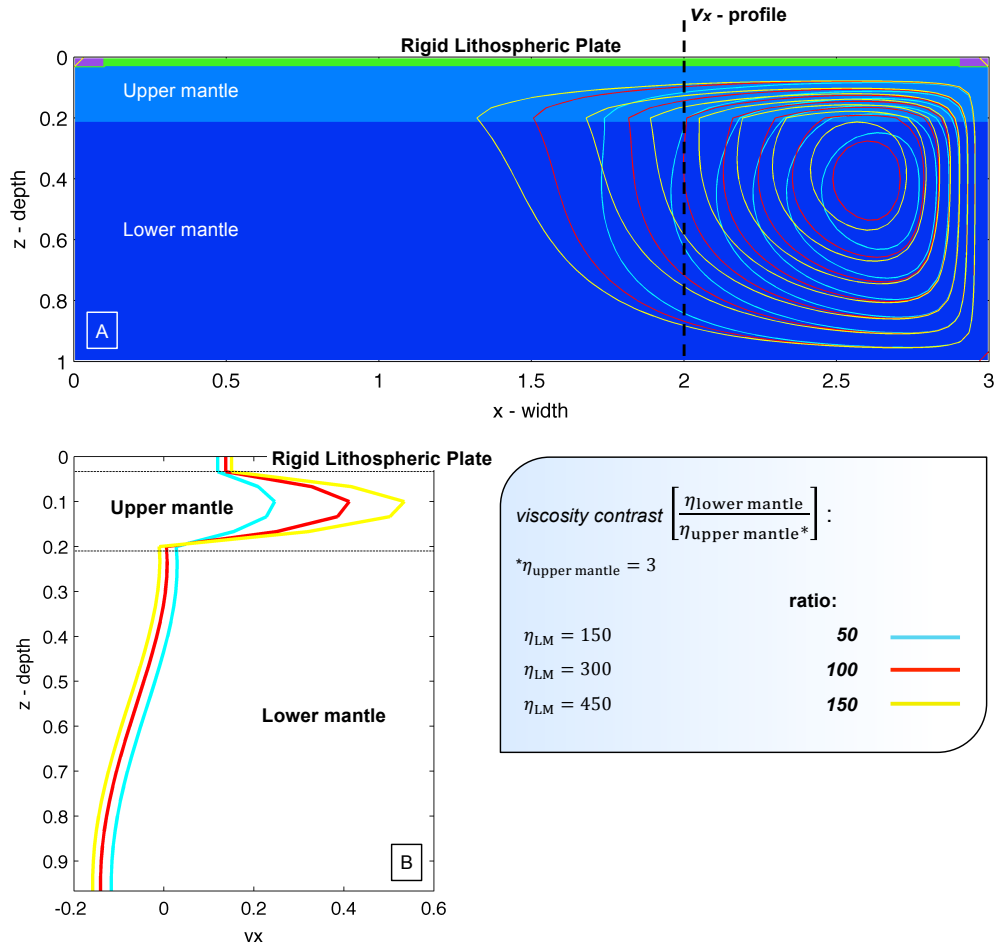 vx - profile
Rigid Lithospheric Plate
0
0.2
0.4
0.6
0.8
1
z - depth
Upper mantle
Lower mantle
A
0
0.5
1
1.5
2
2.5
3
x - width
0
0.1
0.2
0.3
0.4
0.5
0.6
0.7
0.8
0.9
z - depth
Rigid Lithospheric Plate
Upper mantle
Lower mantle
B
-0.2
0
0.2
0.4
0.6
vx
viscosity contrast [ηlower mantle / ηupper mantle*] :
*ηupper mantle = 3
ratio:
ηLM = 150 50
ηLM = 300 100
ηLM = 450 150